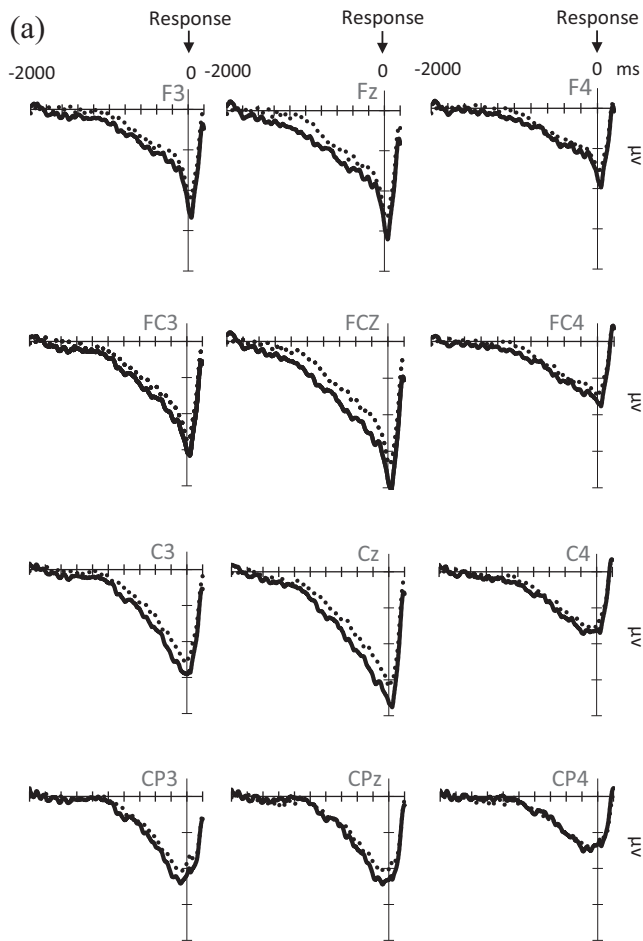 (a)
Response Response Response
-2000 0 -2000 0 -2000 0 ms
F3 Fz F4
μv
FC3 FCZ FC4
μv
C3 Cz C4
μv
CP3 CPz CP4
μv